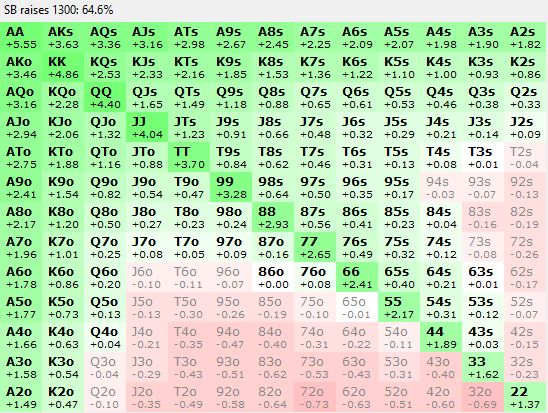 SB raises 1300: 64.6%
AA AKs AQs AJs ATs A9s A8s A7s A6s A5s A4s A3s A2s
+5.55 +3.63 +3.36 +3.16 +2.98 +2.67 +2.45 +2.25 +2.09 +2.07 +1.98 +1.90 +1.82
AKo KK KQs KJs KTs K9s K8s K7s K6s K5s K4s K3s K2s
+3.46 +4.86 +2.53 +2.33 +2.16 +1.85 +1.53 +1.36 +1.22 +1.10 +1.00 +0.93 +0.86
AQo KQo QQ QJs QTs Q9s Q8s Q7s Q6s Q5s Q4s Q3s Q2s
+3.16 +2.28 +4.40 +1.65 +1.49 +1.18 +0.88 +0.65 +0.61 +0.53 +0.46 +0.38 +0.33
AJo KJo QJo JJ JTs J9s J8s J7s J6s J5s J4s J3s J2s
+2.94 +2.06 +1.32 +4.04 +1.23 +0.91 +0.66 +0.48 +0.32 +0.29 +0.21 +0.14 +0.09
ATo KTo QTo JTo TT T9s T8s T7s T6s T5s T4s T3s T2s
+2.75 +1.88 +1.16 +0.88 +3.70 +0.84 +0.62 +0.46 +0.31 +0.13 +0.08 +0.01 -0.04
A9o K9o Q9o J9o T9o 99 98s 97s 96s 95s 94s 93s 92s
+2.41 +1.54 +0.82 +0.54 +0.47 +3.28 +0.64 +0.50 +0.35 +0.17 -0.03 -0.07 -0.13
A8o K8o Q8o J8o T8o 98o 88 87s 86s 85s 84s 83s 82s
+2.17 +1.20 +0.50 +0.27 +0.23 +0.24 +2.93 +0.56 +0.41 +0.23 +0.04 -0.16 -0.19
A7o K7o Q7o J7o T7o 97o 87o 77 76s 75s 74s 73s 72s
+1.96 +1.01 +0.25 +0.08 +0.05 +0.09 +0.16 +2.65 +0.49 +0.32 +0.12 -0.08 -0.26
A6o K6o Q6o J6o T6o 96o 86o 76o 66 65s 64s 63s 62s
+1.78 +0.86 +0.20 -0.10 -0.11 -0.07 +0.00 +0.08 +2.41 +0.40 +0.21 +0.01 -0.17
A5o K5o Q5o J5o T5o 95o 85o 75o 65o 55 54s 53s 52s
+1.77 +0.73 +0.13 -0.13 -0.30 -0.26 -0.19 -0.10 -0.01 +2.17 +0.31 +0.12 -0.07
A4o K4o Q4o J4o T4o 94o 84o 74o 64o 54o 44 43s 42s
+1.66 +0.63 +0.04 -0.21 -0.35 -0.47 -0.40 -0.31 -0.22 -0.11 +1.89 +0.03 -0.15
A3o K3o Q3o J3o T3o 93o 83o 73o 63o 53o 43o 33 32s
+1.58 +0.54 -0.04 -0.29 -0.43 -0.51 -0.62 -0.53 -0.43 -0.31 -0.40 +1.62 -0.23
A2o K2o Q2o J2o T2o 92o 82o 72o 62o 52o 42o 32o 22
+1.49 +0.47 -0.10 -0.35 -0.49 -0.58 -0.64 -0.73 -0.63 -0.51 -0.60 -0.69 +1.37